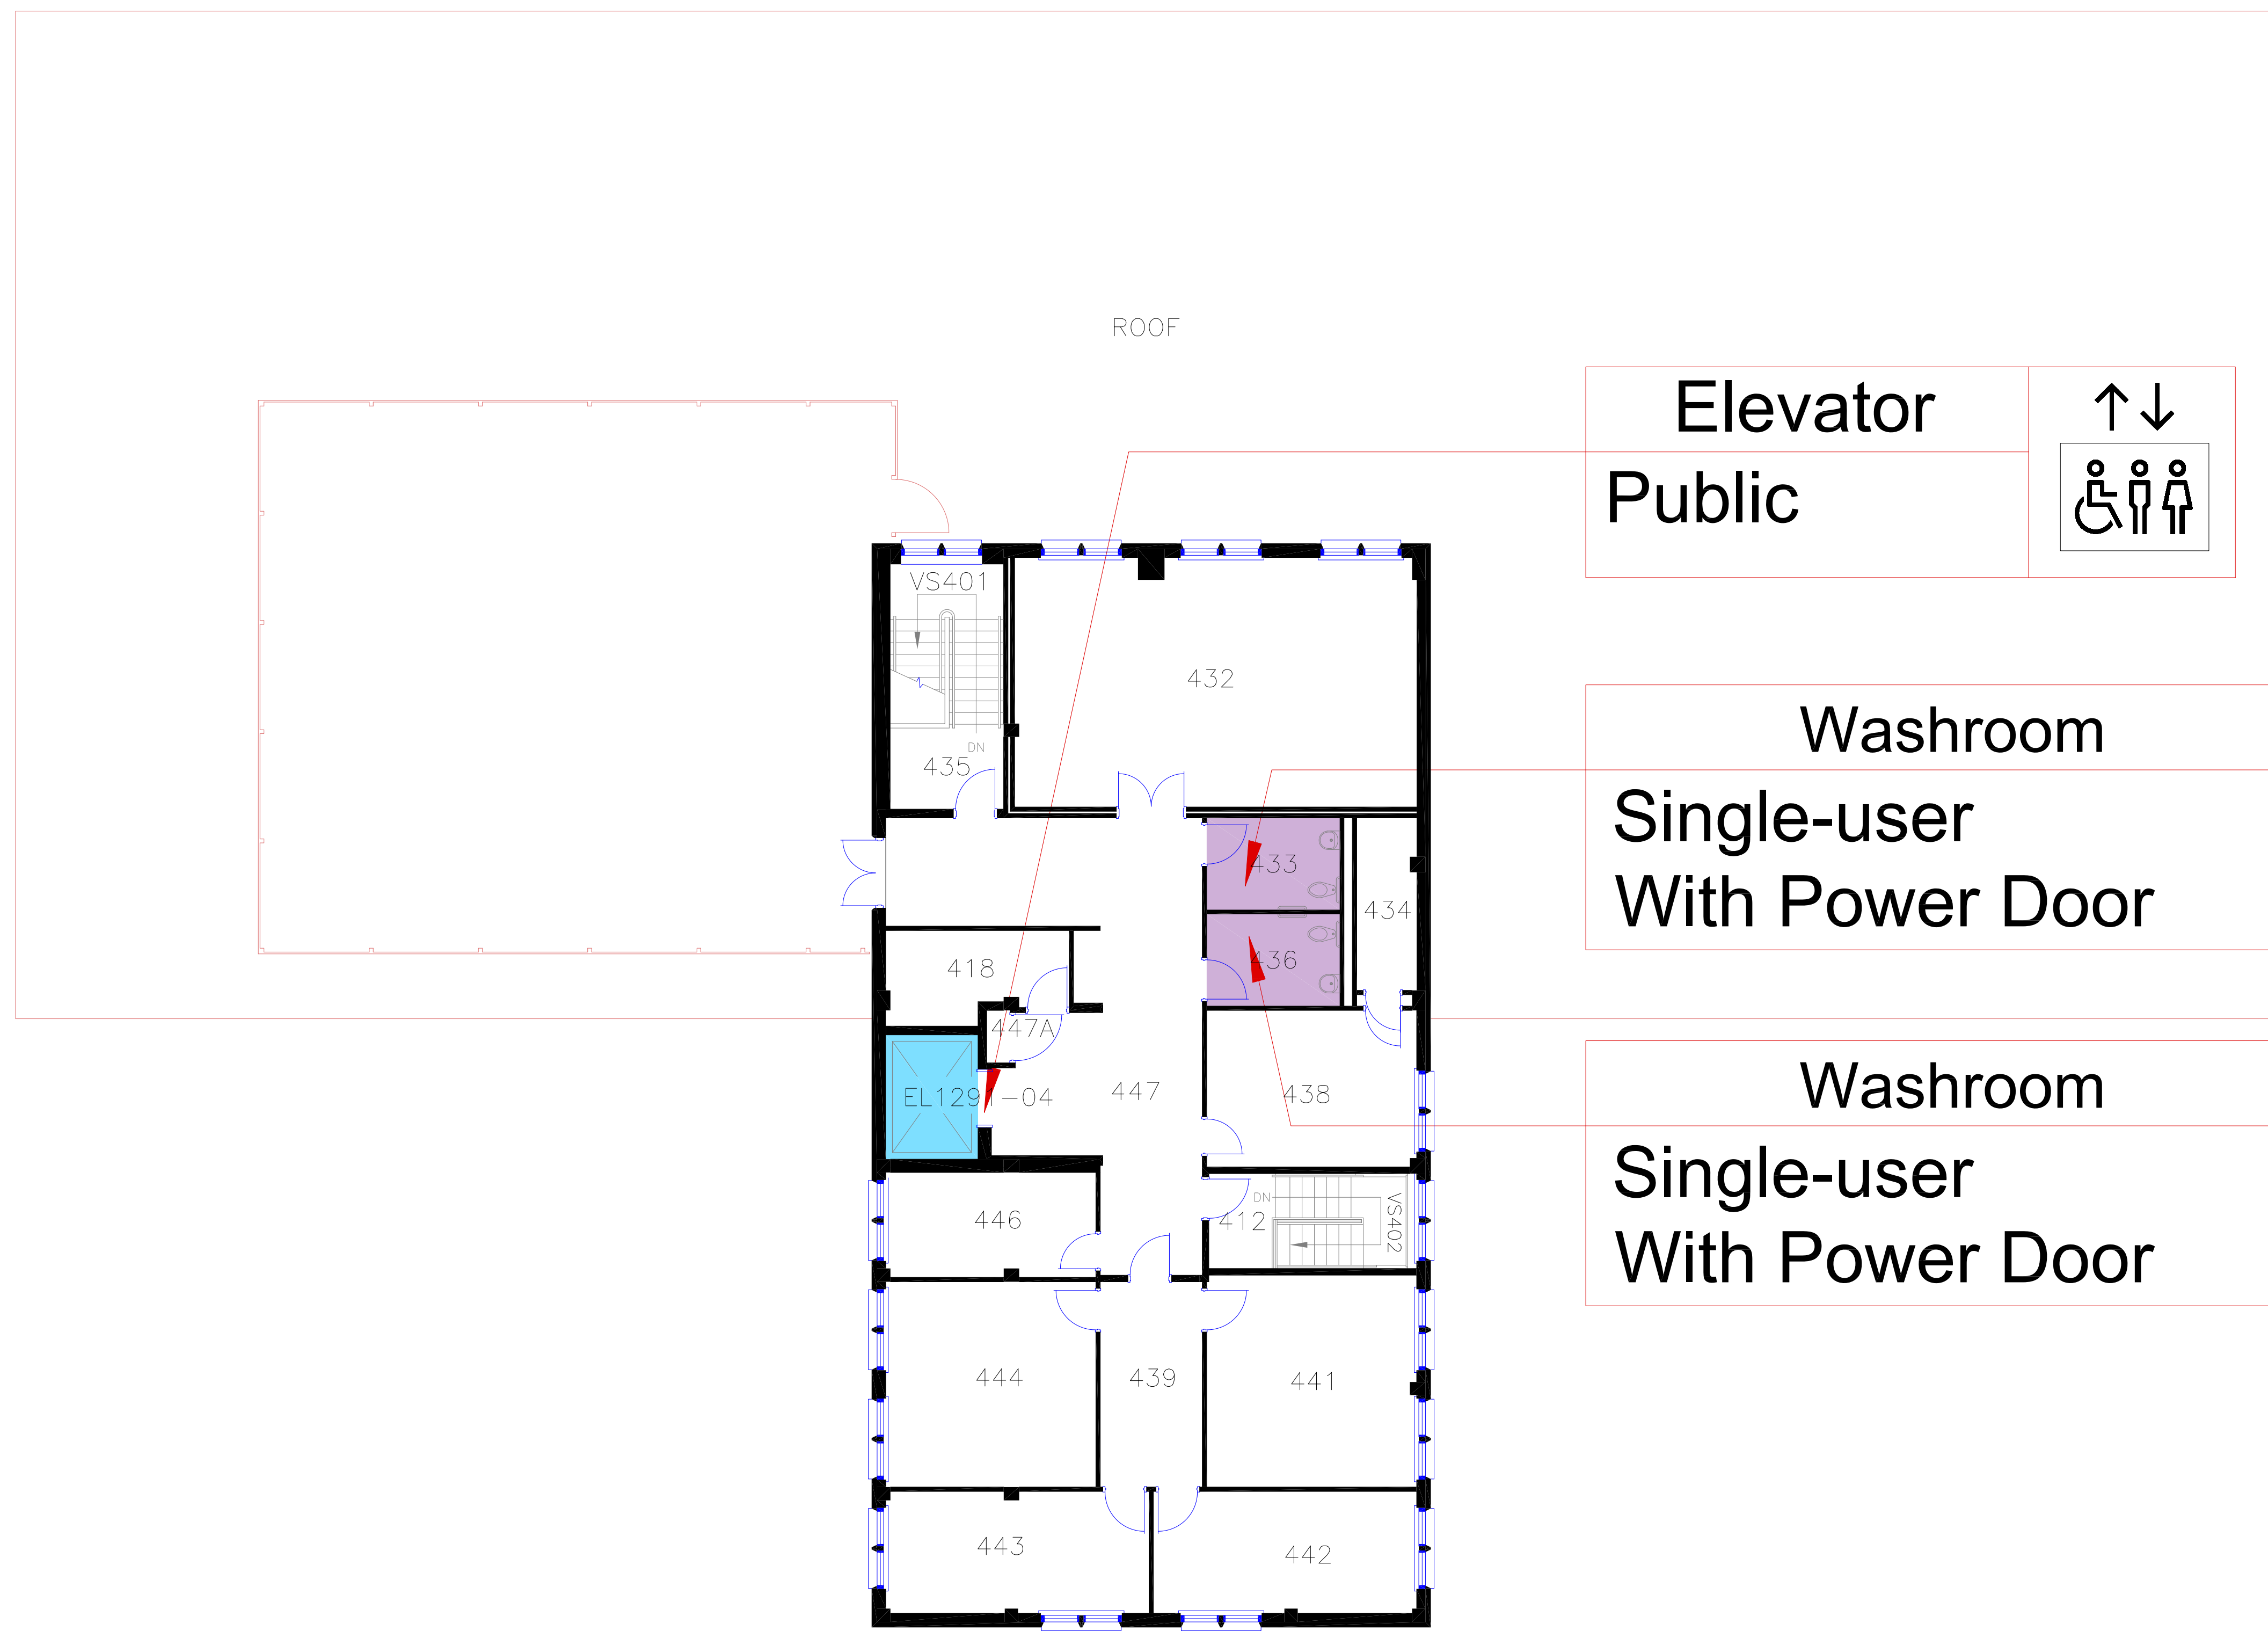 ROOF
Elevator
Public
VS401
432
DN
435
Washroom
Single-user
With Power Door
433
434
436
418
447A
EL1291-04
447
438
Washroom
Single-user
With Power Door
DN
412
VS402
446
444
439
441
443
442